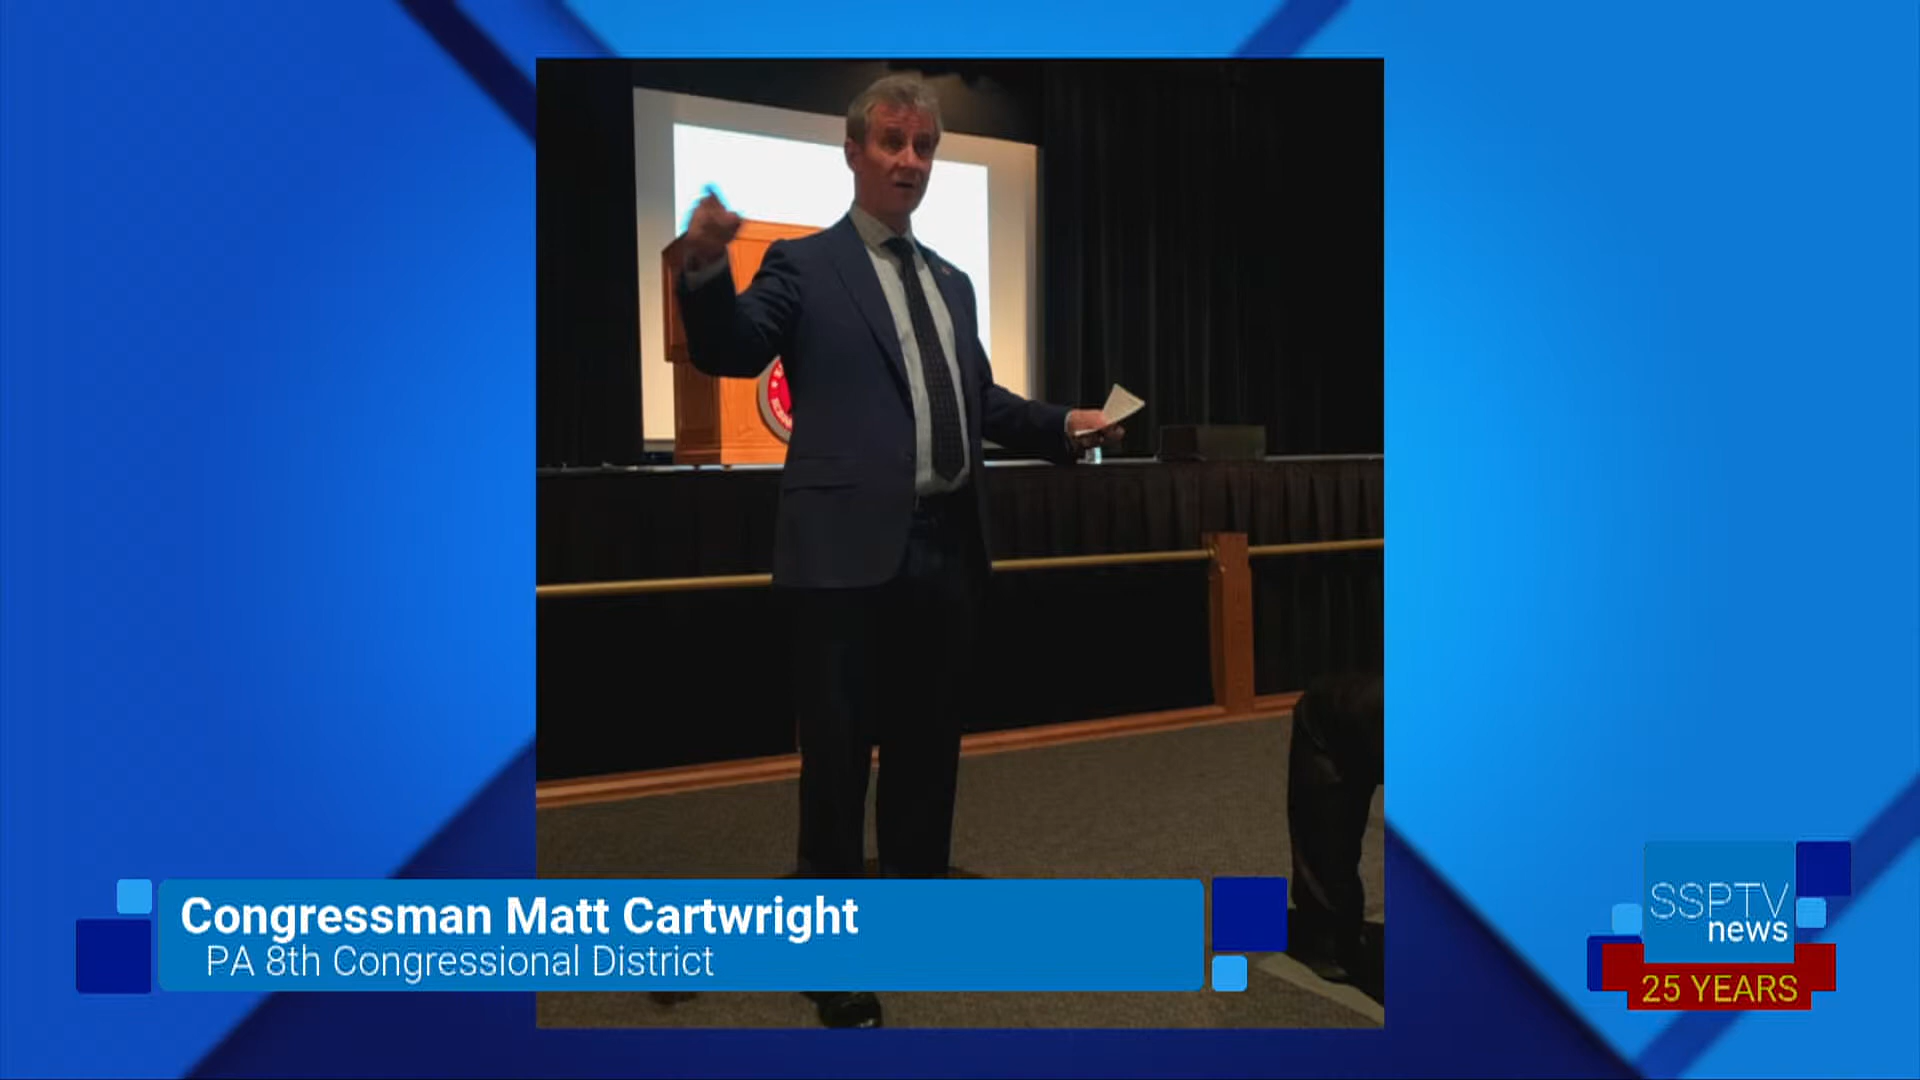 Congressman Matt Cartwright
PA 8th Congressional District
SSPTV
news
25 YEARS